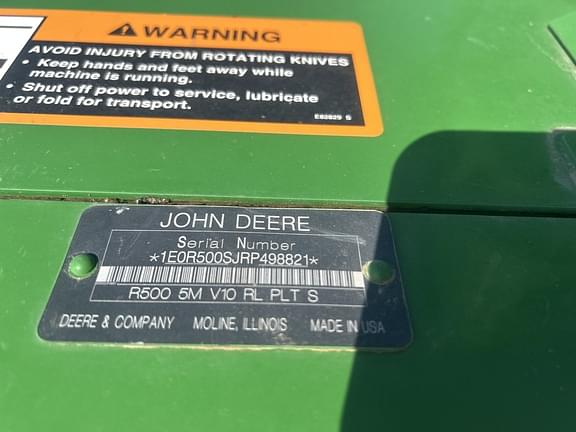 WARNING
AVOID INJURY FROM ROTATING KNIVES
• Keep hands and feet away while
machine is running.
• Shut off power to service, lubricate
or fold for transport.
E82829 S
JOHN DEERE
Serial Number
*1E0R500SJRP498821*
R500 5M V10 RL PLT S
DEERE & COMPANY MOLINE, ILLINOIS MADE IN USA